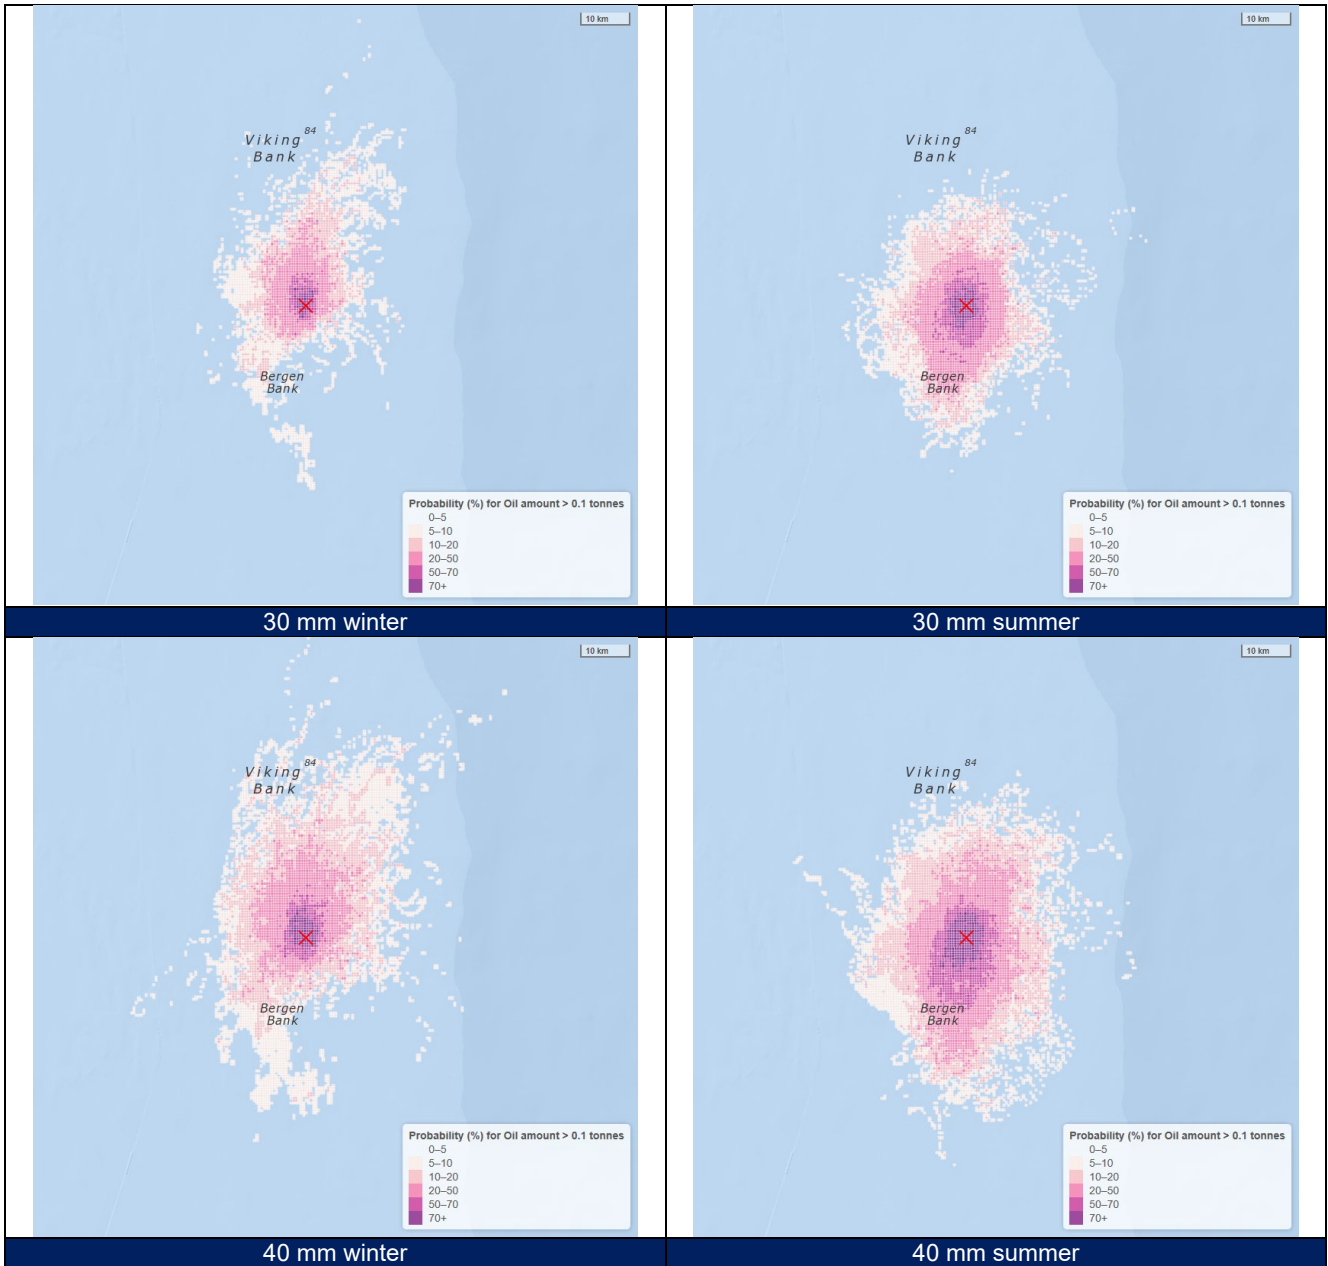 10 km
84
Viking
Bank
Bergen
Bank
Probability (%) for Oil amount > 0.1 tonnes
0–5
5–10
10–20
20–50
50–70
70+
30 mm winter
10 km
84
Viking
Bank
Bergen
Bank
Probability (%) for Oil amount > 0.1 tonnes
0–5
5–10
10–20
20–50
50–70
70+
30 mm summer
10 km
84
Viking
Bank
Bergen
Bank
Probability (%) for Oil amount > 0.1 tonnes
0–5
5–10
10–20
20–50
50–70
70+
40 mm winter
10 km
84
Viking
Bank
Bergen
Bank
Probability (%) for Oil amount > 0.1 tonnes
0–5
5–10
10–20
20–50
50–70
70+
40 mm summer